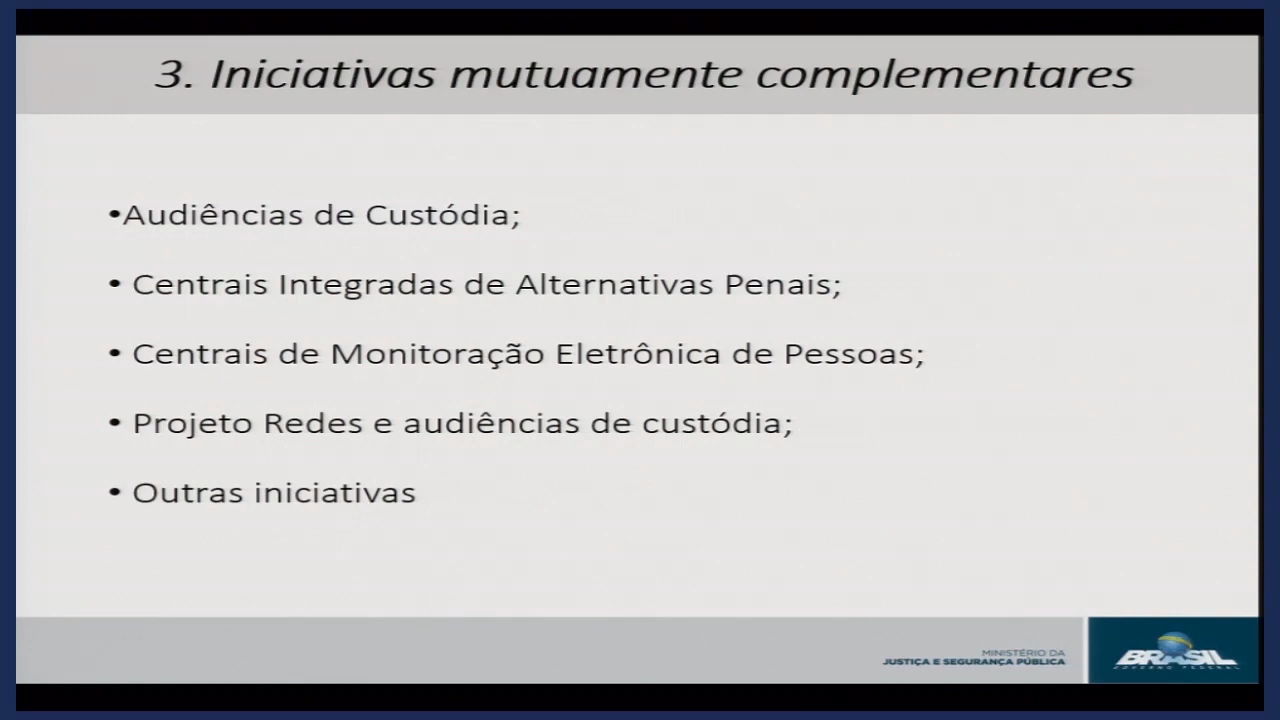 3. Iniciativas mutuamente complementares
•Audiências de Custódia;
• Centrais Integradas de Alternativas Penais;
• Centrais de Monitoração Eletrônica de Pessoas;
• Projeto Redes e audiências de custódia;
• Outras iniciativas
MINISTÉRIO DA
JUSTIÇA E SEGURANÇA PÚBLICA
BRASIL
GOVERNO FEDERAL